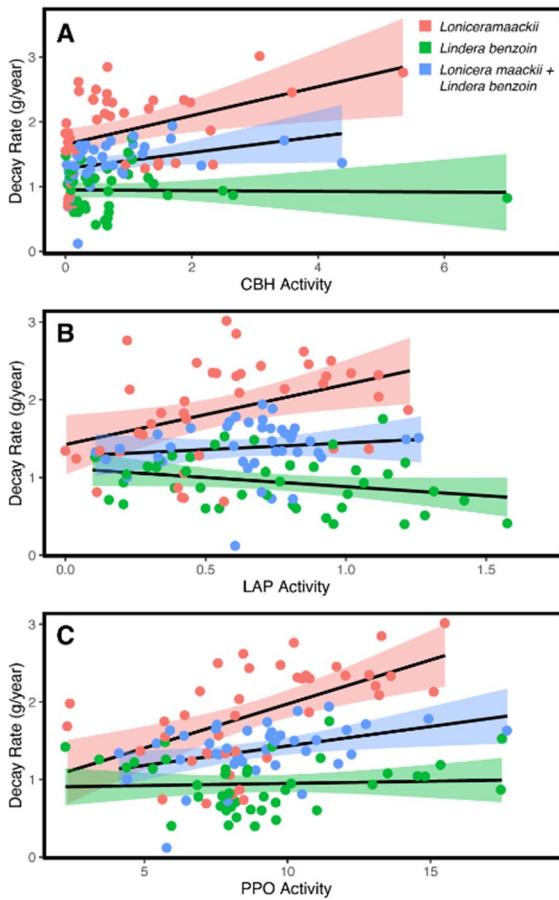 A
Loniceramaackii
Lindera benzoin
Lonicera maackii +
Lindera benzoin
Decay Rate (g/year)
3
2
1
0
0 2 4 6
CBH Activity
B
Decay Rate (g/year)
3
2
1
0
0.0 0.5 1.0 1.5
LAP Activity
C
Decay Rate (g/year)
3
2
1
0
5 10 15
PPO Activity